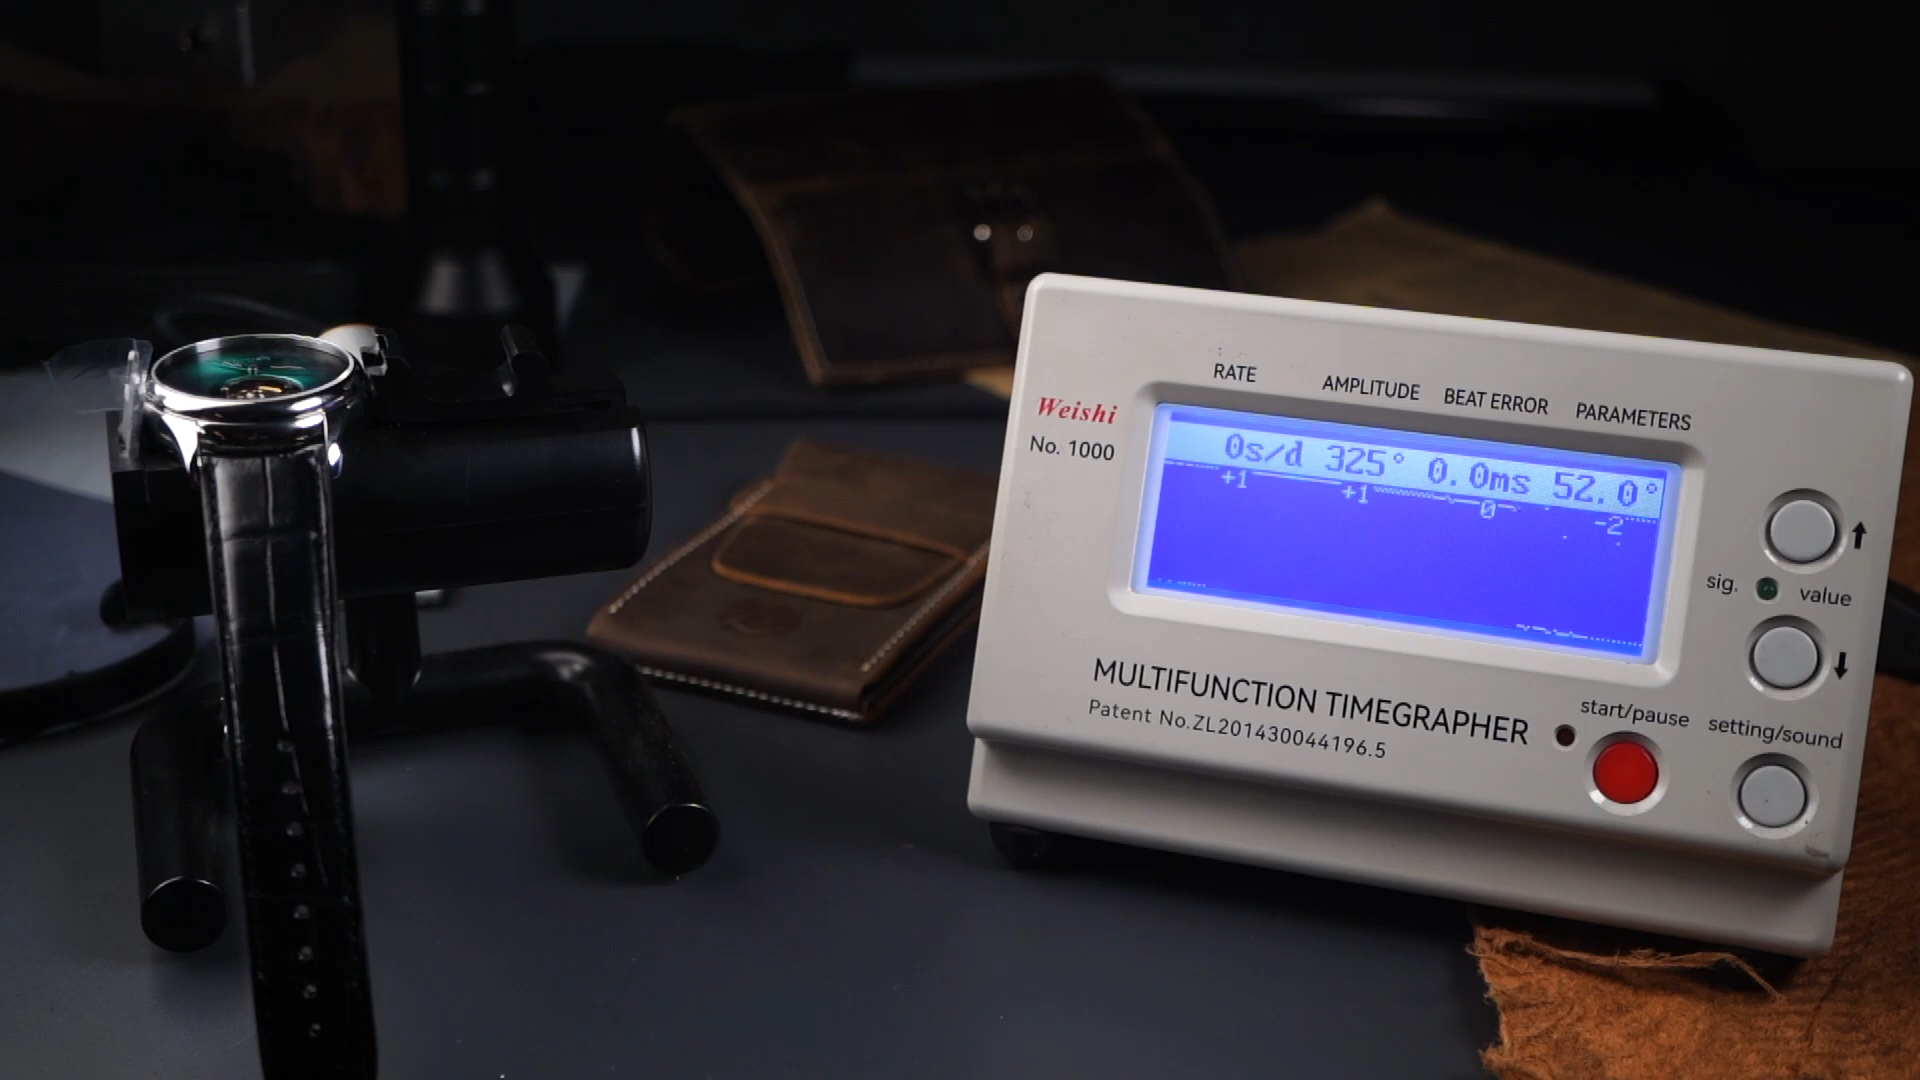 RATE AMPLITUDE BEAT ERROR PARAMETERS
Weishi
No. 1000
0s/d 325° 0.0ms 52.0°
+1 +1 0 -2
sig. value
MULTIFUNCTION TIMEGRAPHER
Patent No.ZL201430044196.5
start/pause
setting/sound